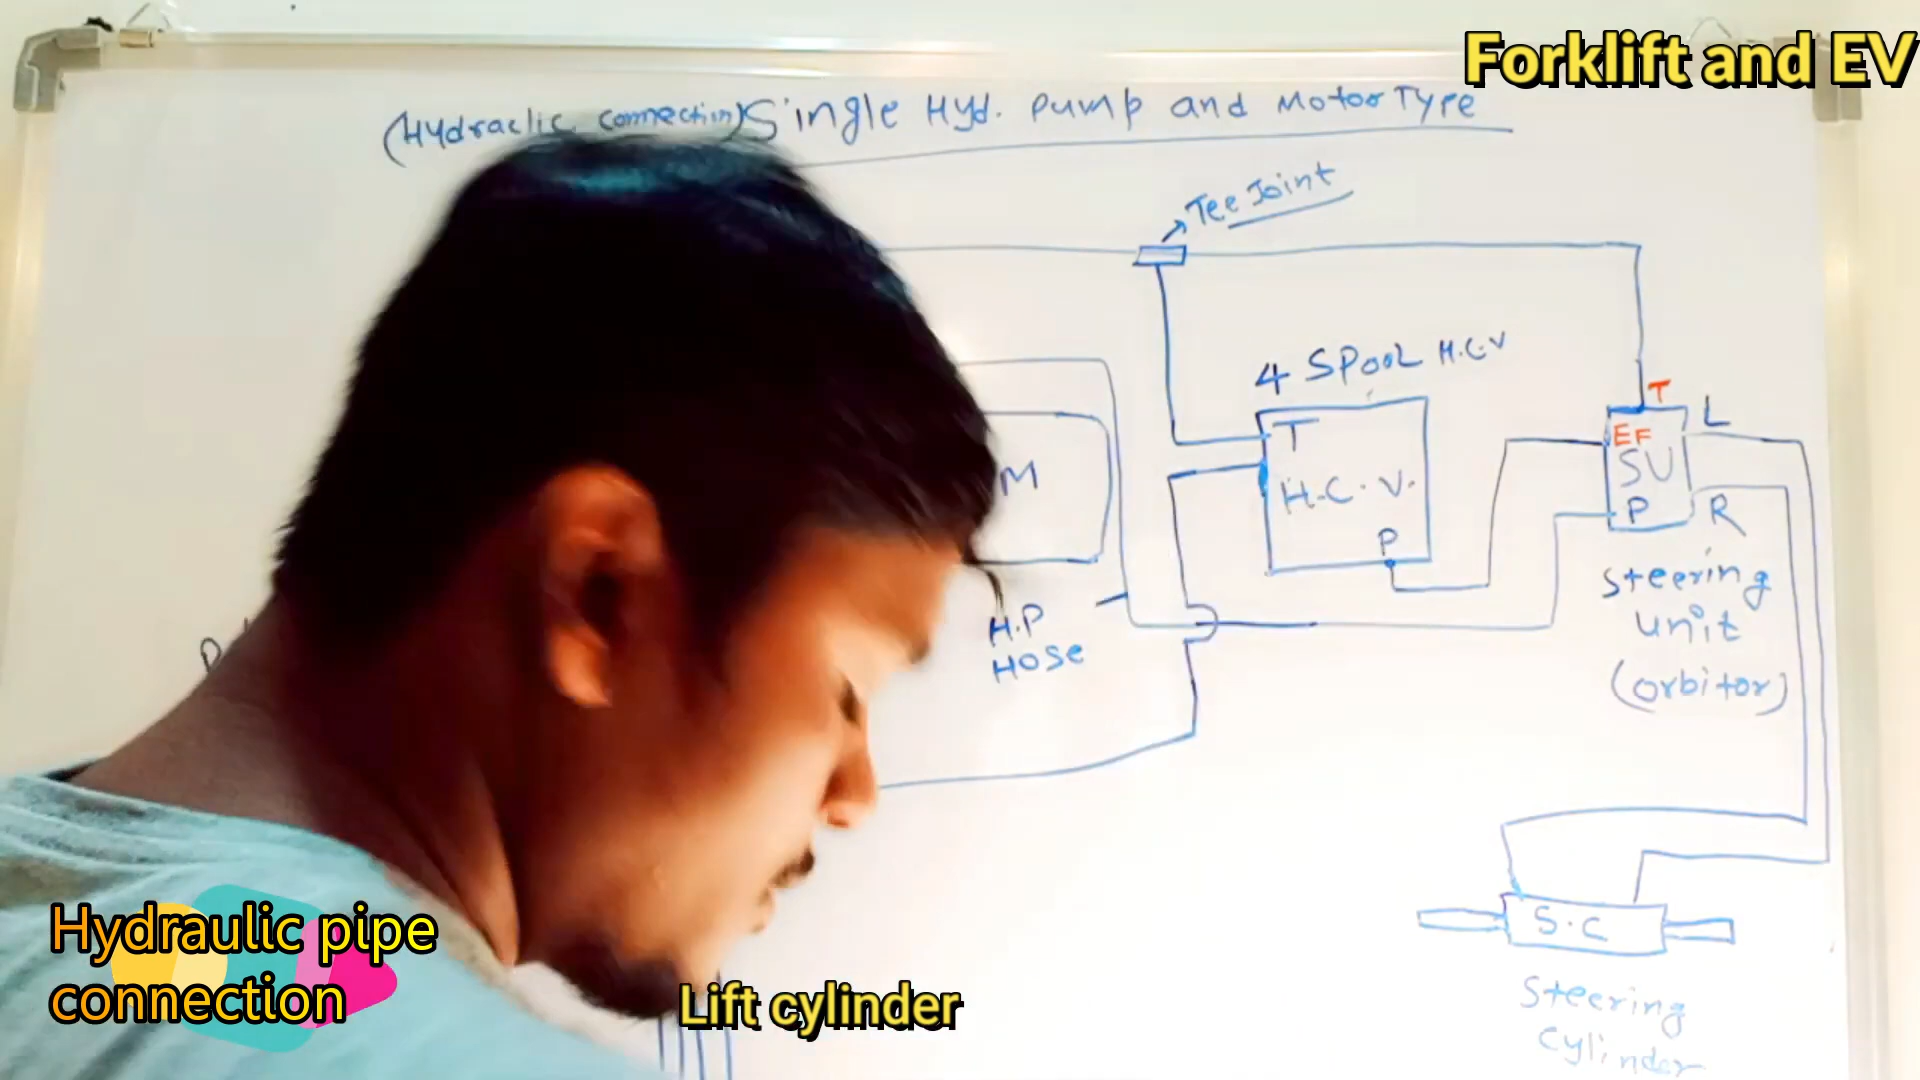 Forklift and EV
(Hydraclic connection) Single Hyd. pump and Motor Type
Tee Joint
4 SPOOL H.C.V
T
H.C.V.
P
T
EF
L
SU
P
R
M
H.P
HOSE
Steering
unit
(orbitor)
S.C
Steering
cylinder
Hydraulic pipe
connection
Lift cylinder